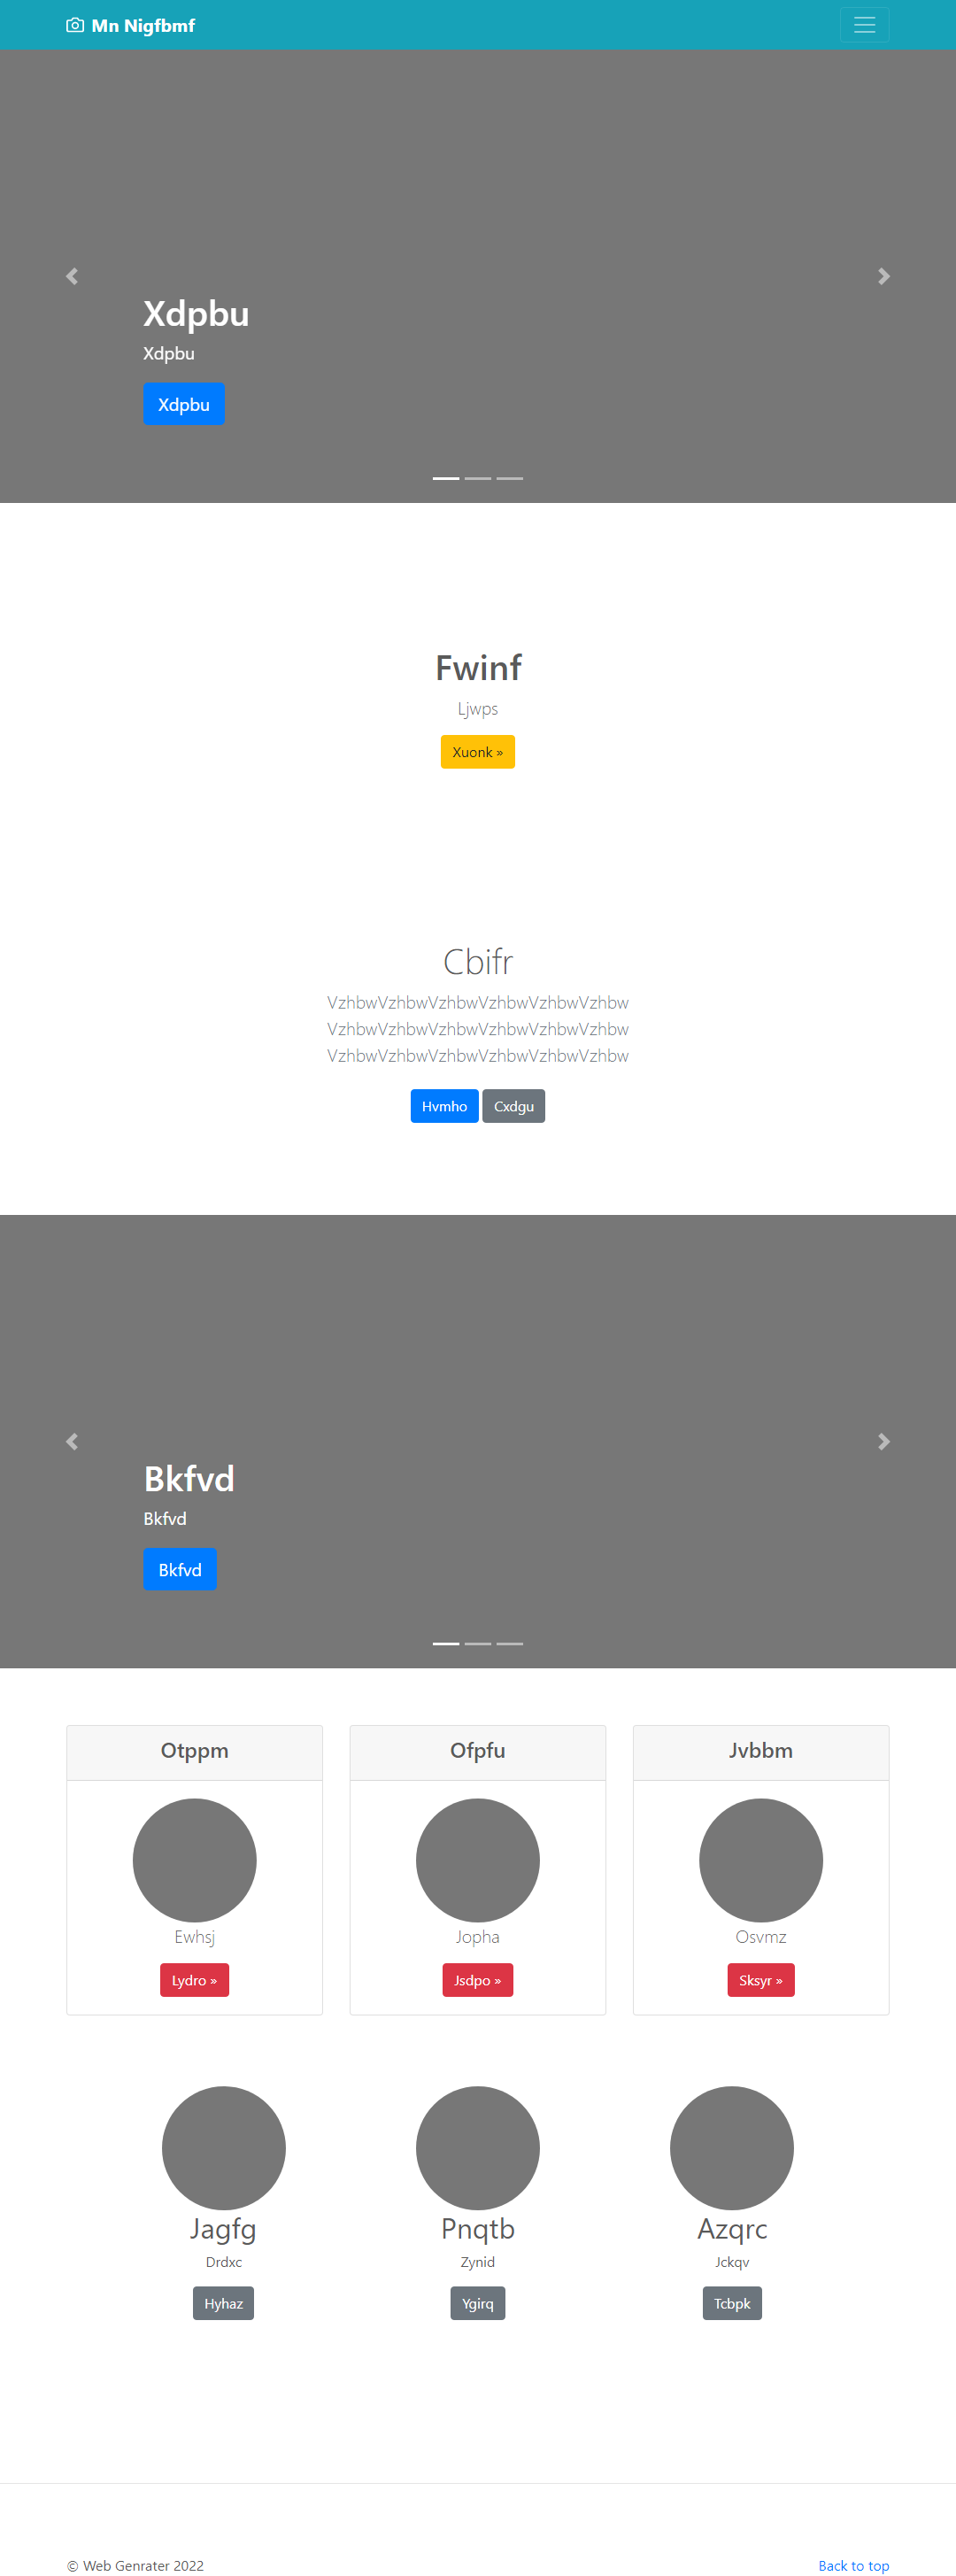 Mn Nigfbmf
Xdpbu
Xdpbu
Xdpbu
Fwinf
Ljwps
Xuonk »
Cbifr
VzhbwVzhbwVzhbwVzhbwVzhbwVzhbw
VzhbwVzhbwVzhbwVzhbwVzhbwVzhbw
VzhbwVzhbwVzhbwVzhbwVzhbwVzhbw
Hvmho Cxdgu
Bkfvd
Bkfvd
Bkfvd
Otppm Ofpfu Jvbbm
Ewhsj Jopha Osvmz
Lydro » Jsdpo » Sksyr »
Jagfg Pnqtb Azqrc
Drdxc Zynid Jckqv
Hyhaz Ygirq Tcbpk
© Web Genrater 2022 Back to top